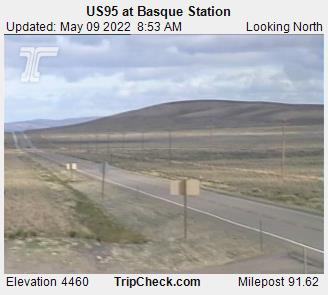 US95 at Basque Station
Updated: May 09 2022 8:53 AM Looking North
Elevation 4460 TripCheck.com Milepost 91.62